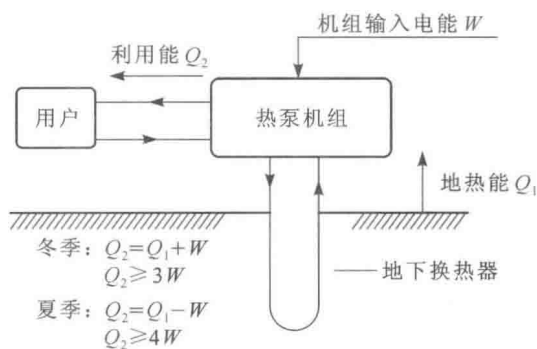 机组输入电能 W
利用能 Q₂
用户
热泵机组
地热能 Q₁
冬季：Q₂=Q₁+W
Q₂≥3W
地下换热器
夏季：Q₂=Q₁−W
Q₂≥4W